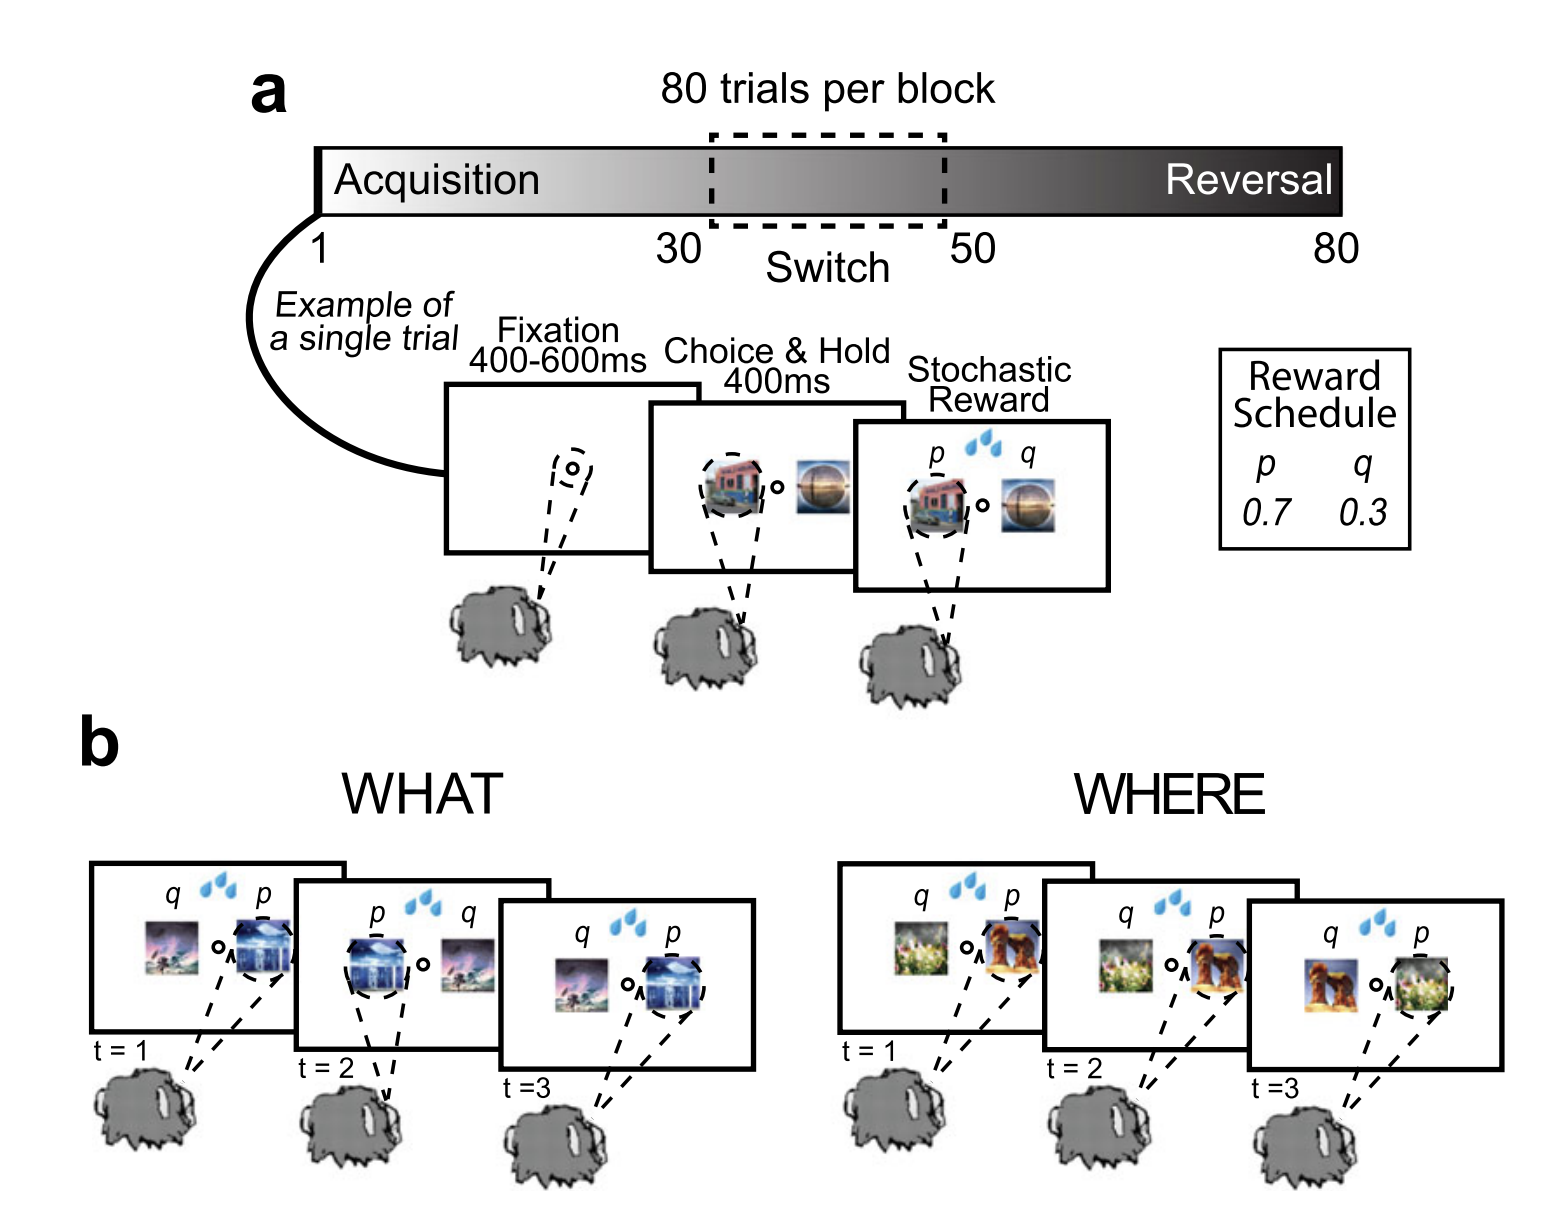 a
80 trials per block
Acquisition
Reversal
1
30
50
80
Switch
Example of
a single trial
Fixation
400-600ms
Choice & Hold
400ms
Stochastic
Reward
p
q
Reward
Schedule
p q
0.7 0.3
b
WHAT
q p
t = 1
p q
t = 2
q p
t =3
WHERE
q p
t = 1
q p
t = 2
q p
t =3